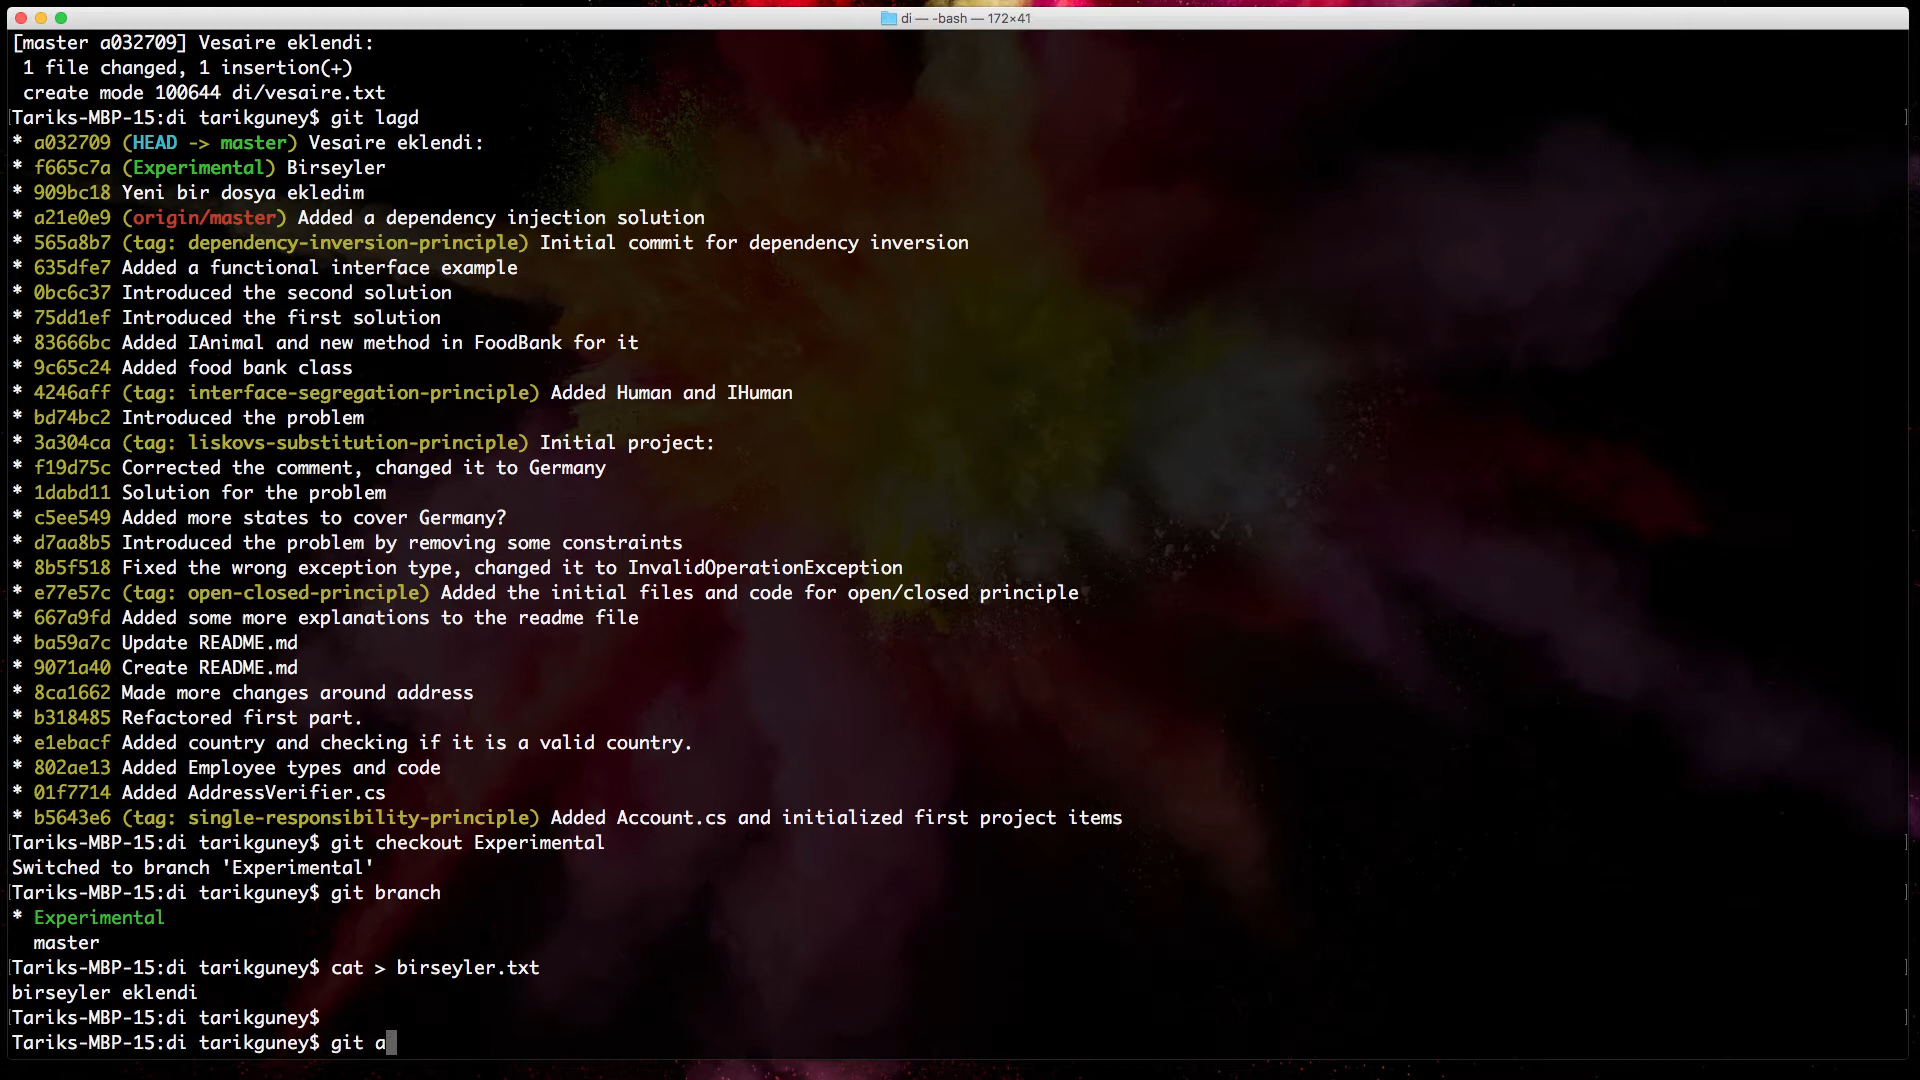 di — -bash — 172×41
[master a032709] Vesaire eklendi:
 1 file changed, 1 insertion(+)
 create mode 100644 di/vesaire.txt
Tariks-MBP-15:di tarikguney$ git lagd
* a032709 (HEAD -> master) Vesaire eklendi:
* f665c7a (Experimental) Birseyler
* 909bc18 Yeni bir dosya ekledim
* a21e0e9 (origin/master) Added a dependency injection solution
* 565a8b7 (tag: dependency-inversion-principle) Initial commit for dependency inversion
* 635dfe7 Added a functional interface example
* 0bc6c37 Introduced the second solution
* 75dd1ef Introduced the first solution
* 83666bc Added IAnimal and new method in FoodBank for it
* 9c65c24 Added food bank class
* 4246aff (tag: interface-segregation-principle) Added Human and IHuman
* bd74bc2 Introduced the problem
* 3a304ca (tag: liskovs-substitution-principle) Initial project:
* f19d75c Corrected the comment, changed it to Germany
* 1dabd11 Solution for the problem
* c5ee549 Added more states to cover Germany?
* d7aa8b5 Introduced the problem by removing some constraints
* 8b5f518 Fixed the wrong exception type, changed it to InvalidOperationException
* e77e57c (tag: open-closed-principle) Added the initial files and code for open/closed principle
* 667a9fd Added some more explanations to the readme file
* ba59a7c Update README.md
* 9071a40 Create README.md
* 8ca1662 Made more changes around address
* b318485 Refactored first part.
* e1ebacf Added country and checking if it is a valid country.
* 802ae13 Added Employee types and code
* 01f7714 Added AddressVerifier.cs
* b5643e6 (tag: single-responsibility-principle) Added Account.cs and initialized first project items
Tariks-MBP-15:di tarikguney$ git checkout Experimental
Switched to branch 'Experimental'
Tariks-MBP-15:di tarikguney$ git branch
* Experimental
  master
Tariks-MBP-15:di tarikguney$ cat > birseyler.txt
birseyler eklendi
Tariks-MBP-15:di tarikguney$
Tariks-MBP-15:di tarikguney$ git a